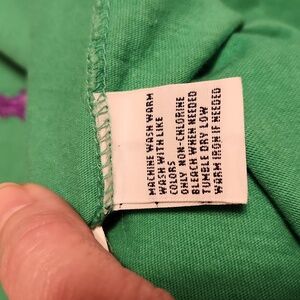 MACHINE WASH WARM
WASH WITH LIKE
COLORS
ONLY NON-CHLORINE
BLEACH WHEN NEEDED
TUMBLE DRY LOW
WARM IRON IF NEEDED